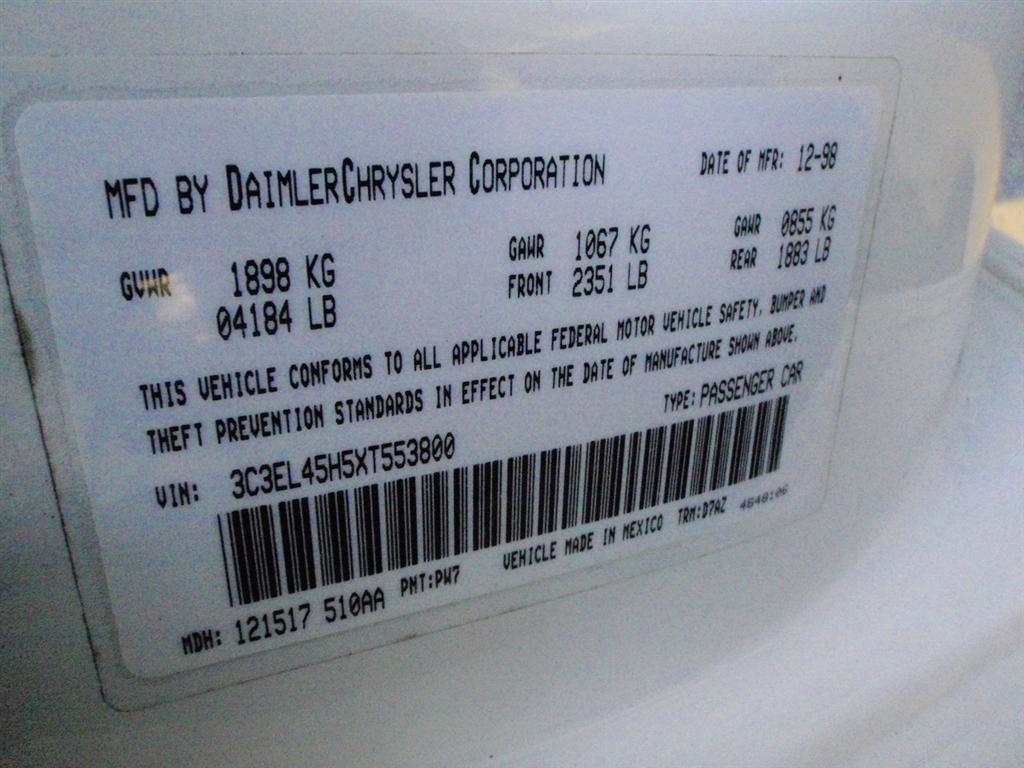 MFD BY DAIMLERCHRYSLER CORPORATION DATE OF MFR: 12-98
GVWR 1898 KG GAWR 1067 KG GAWR 0855 KG
04184 LB FRONT 2351 LB REAR 1883 LB
THIS VEHICLE CONFORMS TO ALL APPLICABLE FEDERAL MOTOR VEHICLE SAFETY, BUMPER AND
THEFT PREVENTION STANDARDS IN EFFECT ON THE DATE OF MANUFACTURE SHOWN ABOVE.
VIN: 3C3EL45H5XT553800 TYPE: PASSENGER CAR
MDH: 121517 510AA PNT:PW7 VEHICLE MADE IN MEXICO TRM:D7AZ 4648106